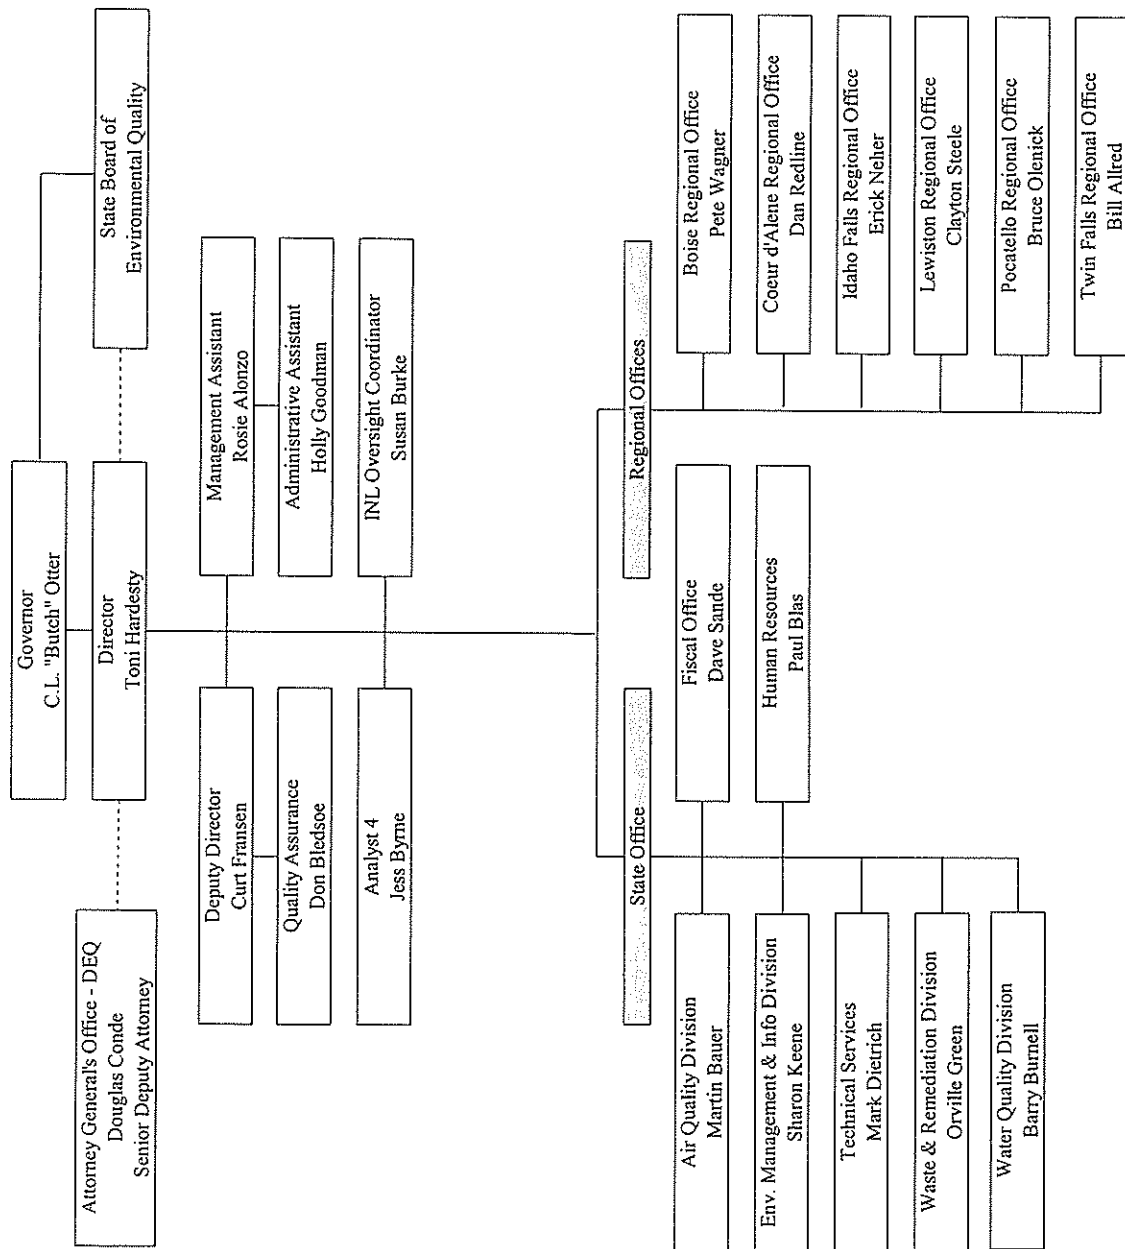 Governor
C.L. "Butch" Otter
Attorney General's Office - DEQ
Douglas Conde
Senior Deputy Attorney
Director
Toni Hardesty
State Board of
Environmental Quality
Deputy Director
Curt Fransen
Management Assistant
Rosie Alonzo
Quality Assurance
Don Bledsoe
Administrative Assistant
Holly Goodman
Analyst 4
Jess Byrne
INL Oversight Coordinator
Susan Burke
State Office
Regional Offices
Air Quality Division
Martin Bauer
Fiscal Office
Dave Sande
Boise Regional Office
Pete Wagner
Env. Management & Info Division
Sharon Keene
Human Resources
Paul Blas
Coeur d'Alene Regional Office
Dan Redline
Technical Services
Mark Dietrich
Idaho Falls Regional Office
Erick Neher
Waste & Remediation Division
Orville Green
Lewiston Regional Office
Clayton Steele
Water Quality Division
Barry Burnell
Pocatello Regional Office
Bruce Olenick
Twin Falls Regional Office
Bill Allred